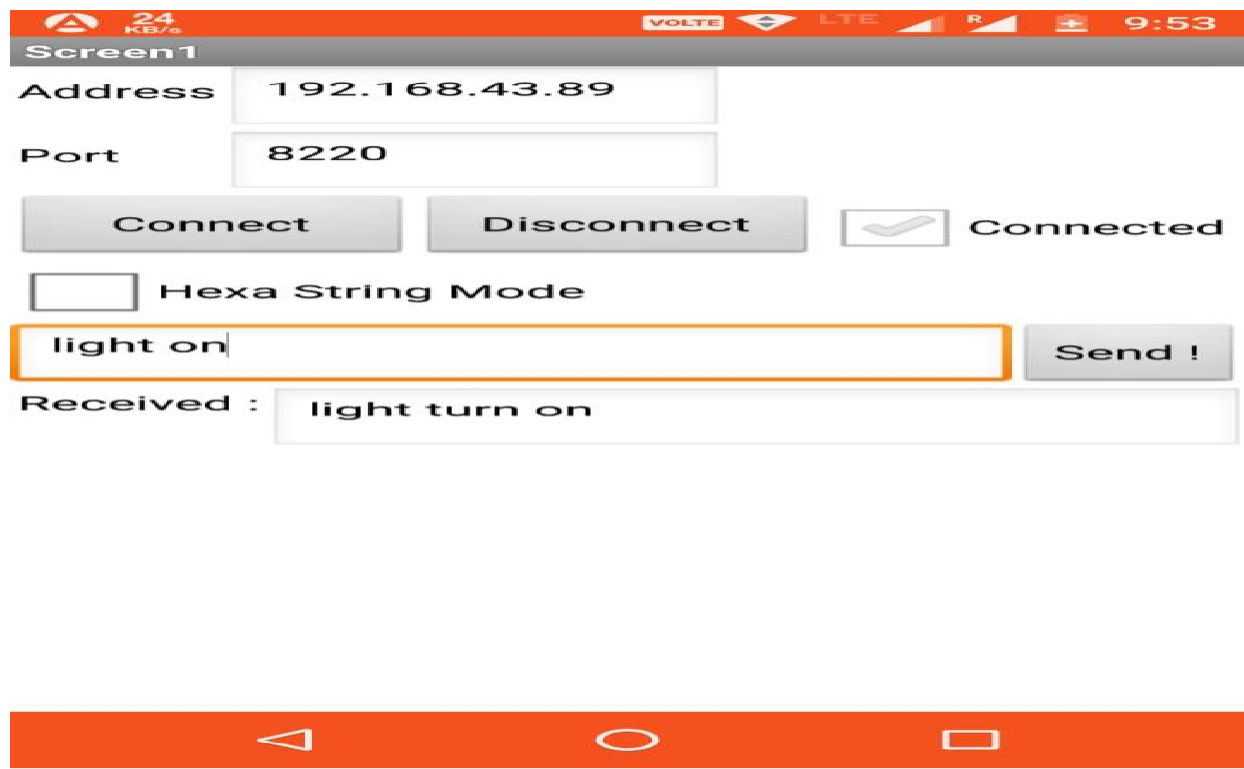 24
KB/s
VOLTE LTE R 9:53
Screen1
Address 192.168.43.89
Port 8220
Connect Disconnect Connected
Hexa String Mode
light on Send !
Received : light turn on